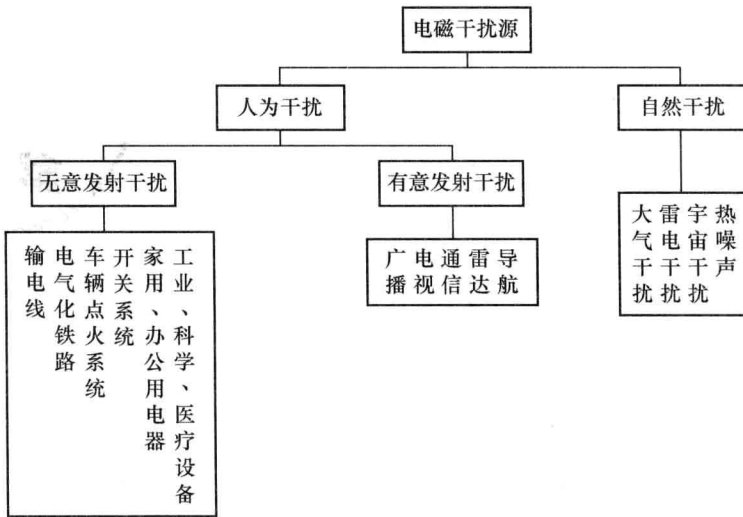 电磁干扰源
人为干扰
自然干扰
无意发射干扰
有意发射干扰
输电线
电气化铁路
车辆点火系统
开关系统
家用、办公用电器
工业、科学、医疗设备
广播
电视
通信
雷达
导航
大气干扰
雷电干扰
宇宙干扰
热噪声